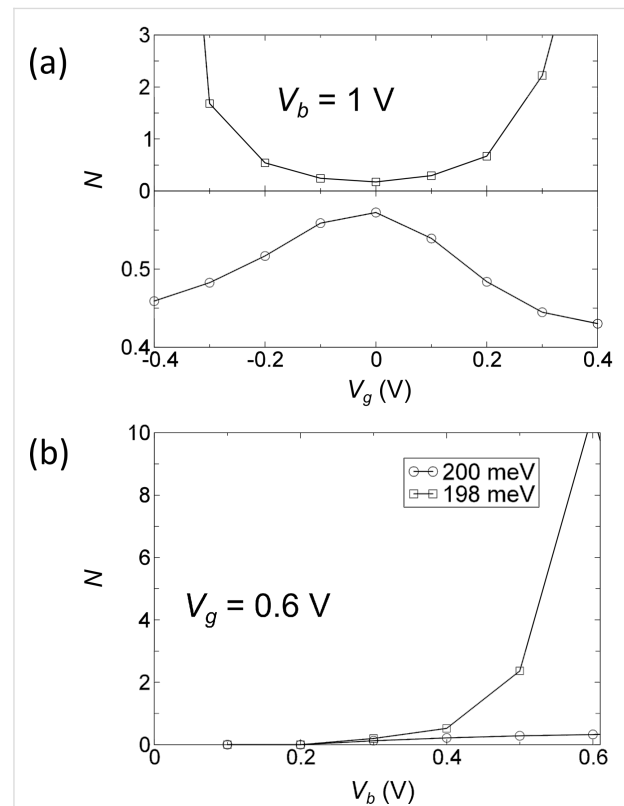 (a)
3
2
1
0
V_b = 1 V
N
0.5
0.4
-0.4 -0.2 0 0.2 0.4
V_g (V)
(b)
10
8
6
4
2
0
200 meV
198 meV
N
V_g = 0.6 V
0 0.2 0.4 0.6
V_b (V)